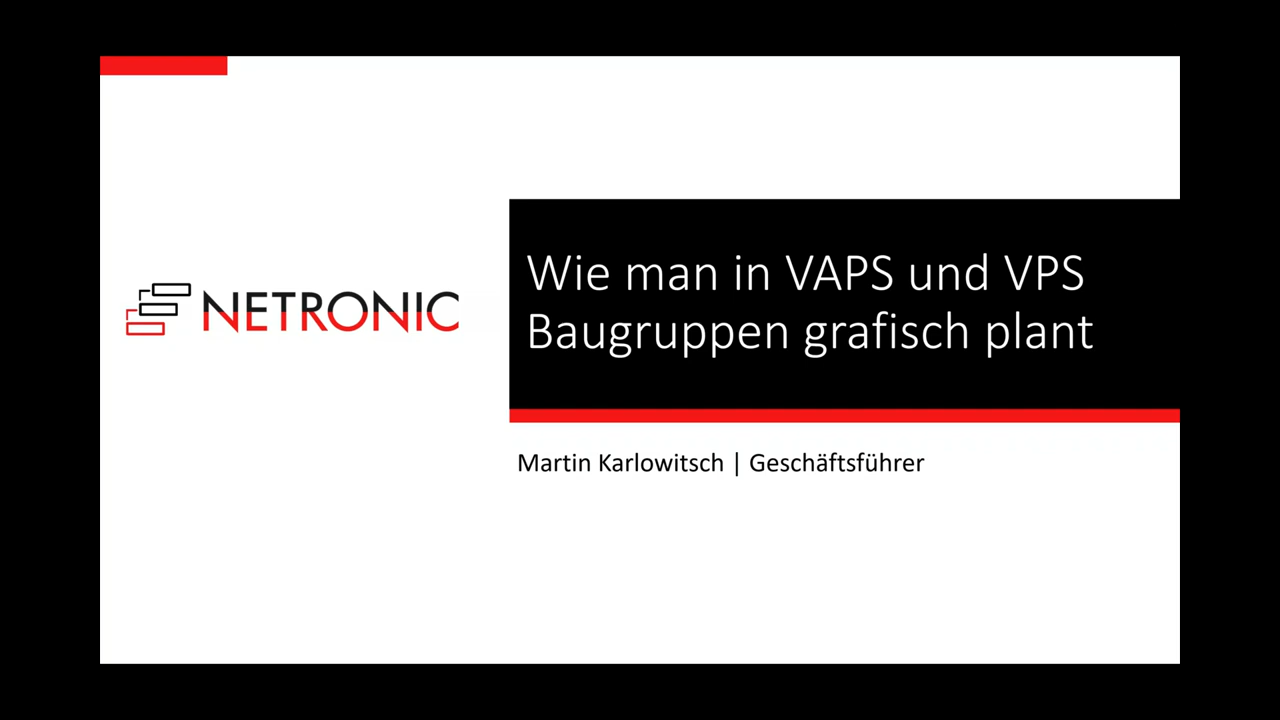 NETRONIC
Wie man in VAPS und VPS
Baugruppen grafisch plant
Martin Karlowitsch | Geschäftsführer